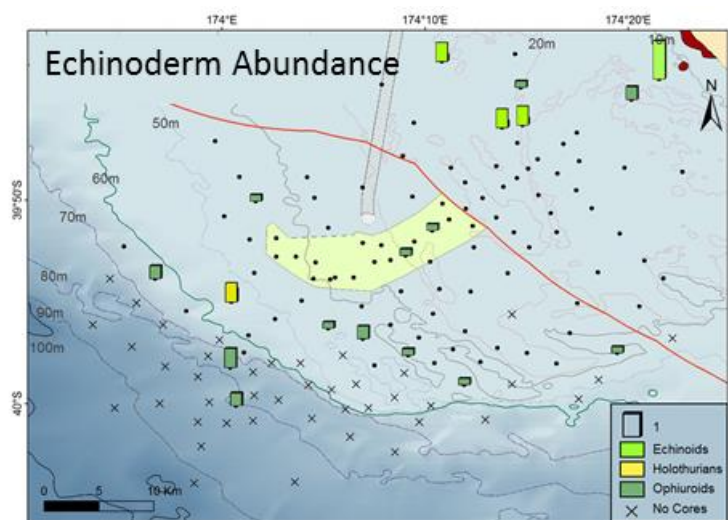 174°E 174°10'E 174°20'E
Echinoderm Abundance
20m 10m
N
50m
39°50'S
60m
70m
80m
90m
100m
40°S
1
Echinoids
Holothurians
Ophiuroids
No Cores
0 5 10 Km